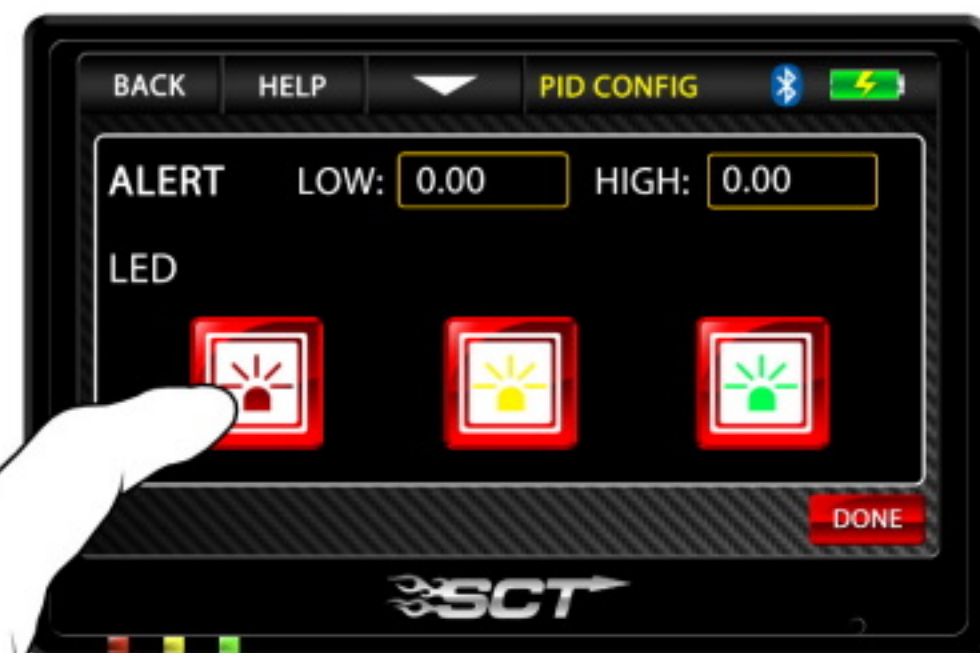 BACK HELP PID CONFIG
ALERT LOW: 0.00 HIGH: 0.00
LED
DONE
SCT